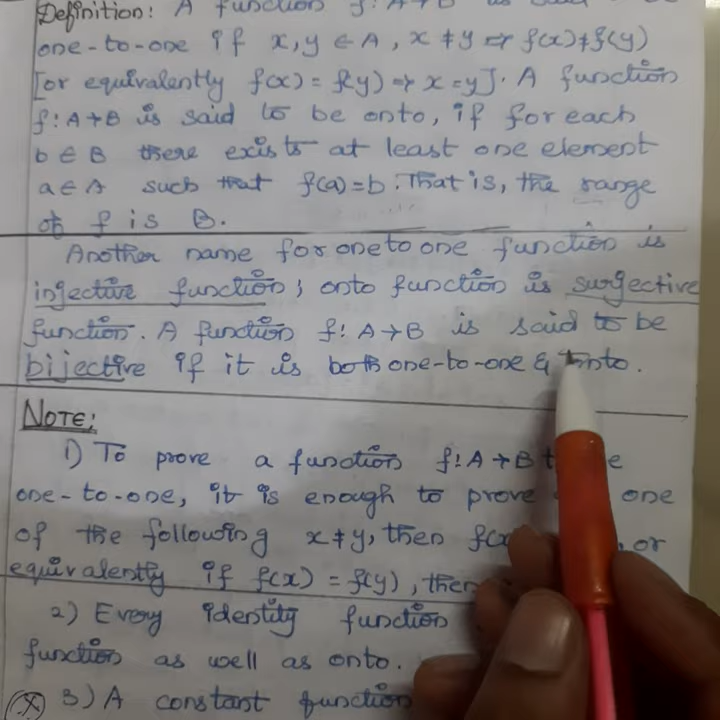 Definition: A function f: A→B is said to be
one-to-one if x, y ∈ A, x ≠ y ⇒ f(x) ≠ f(y)
[or equivalently f(x) = f(y) ⇒ x = y]. A function
f: A→B is said to be onto, if for each
b ∈ B there exists at least one element
a ∈ A such that f(a) = b. That is, the range
of f is B.
Another name for one to one function is
injective function; onto function is surjective
function. A function f: A→B is said to be
bijective if it is both one-to-one & onto.
NOTE:
1) To prove a function f: A→B
one-to-one, it is enough to prove one
of the following x ≠ y, then or
equivalently if f(x) = f(y), then
2) Every identity function
function as well as onto.
3) A constant function